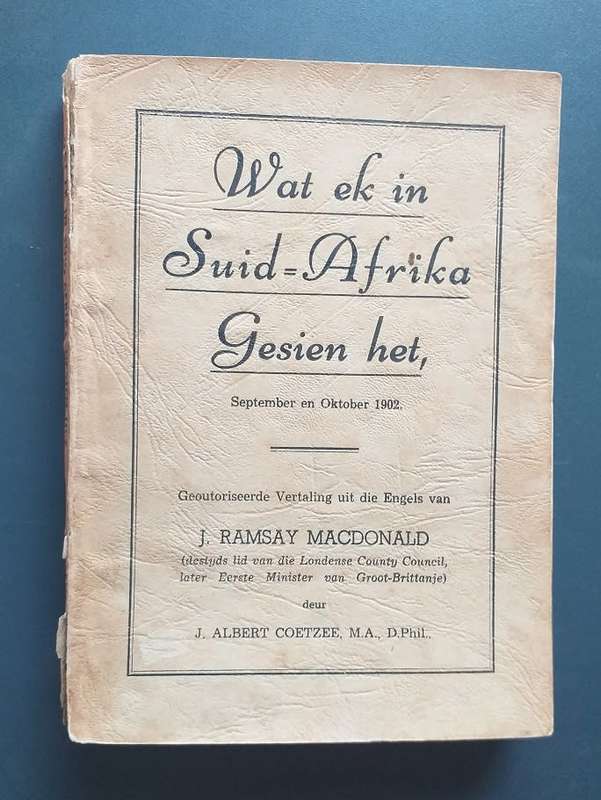 Wat ek in
Suid=Afrika
Gesien het,
September en Oktober 1902.
Geoutoriseerde Vertaling uit die Engels van
J. RAMSAY MACDONALD
(destyds lid van die Londense County Council,
later Eerste Minister van Groot-Brittanje)
deur
J. ALBERT COETZEE, M.A., D.Phil.,